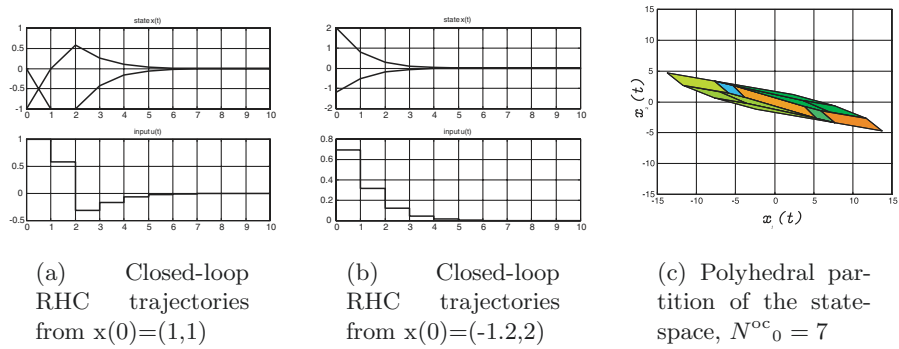 state x(t)
1
0.5
0
-0.5
-1
0 1 2 3 4 5 6 7 8 9 10
input u(t)
1
0.5
0
-0.5
0 1 2 3 4 5 6 7 8 9 10
(a) Closed-loop
RHC trajectories
from x(0)=(1,1)
state x(t)
2
1
0
-1
-2
0 1 2 3 4 5 6 7 8 9 10
input u(t)
0.8
0.6
0.4
0.2
0
0 1 2 3 4 5 6 7 8 9 10
(b) Closed-loop
RHC trajectories
from x(0)=(-1.2,2)
15
10
5
0
-5
-10
15
-15 -10 -5 0 5 10 15
(c) Polyhedral par-
tition of the state-
space, N^oc_0 = 7